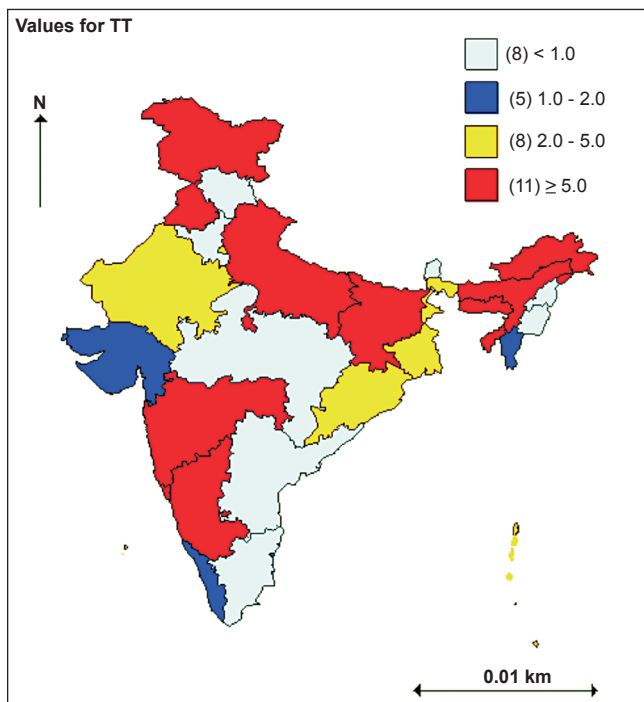 Values for TT
(8) < 1.0
(5) 1.0 - 2.0
(8) 2.0 - 5.0
(11) ≥ 5.0
N
0.01 km